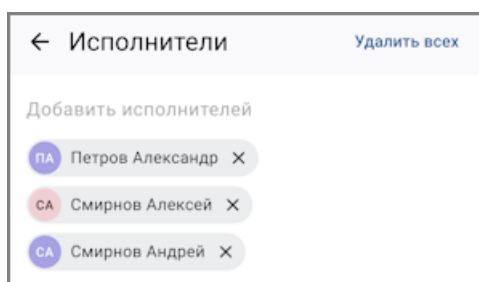 ← Исполнители Удалить всех
Добавить исполнителей
ПА Петров Александр ×
СА Смирнов Алексей ×
СА Смирнов Андрей ×